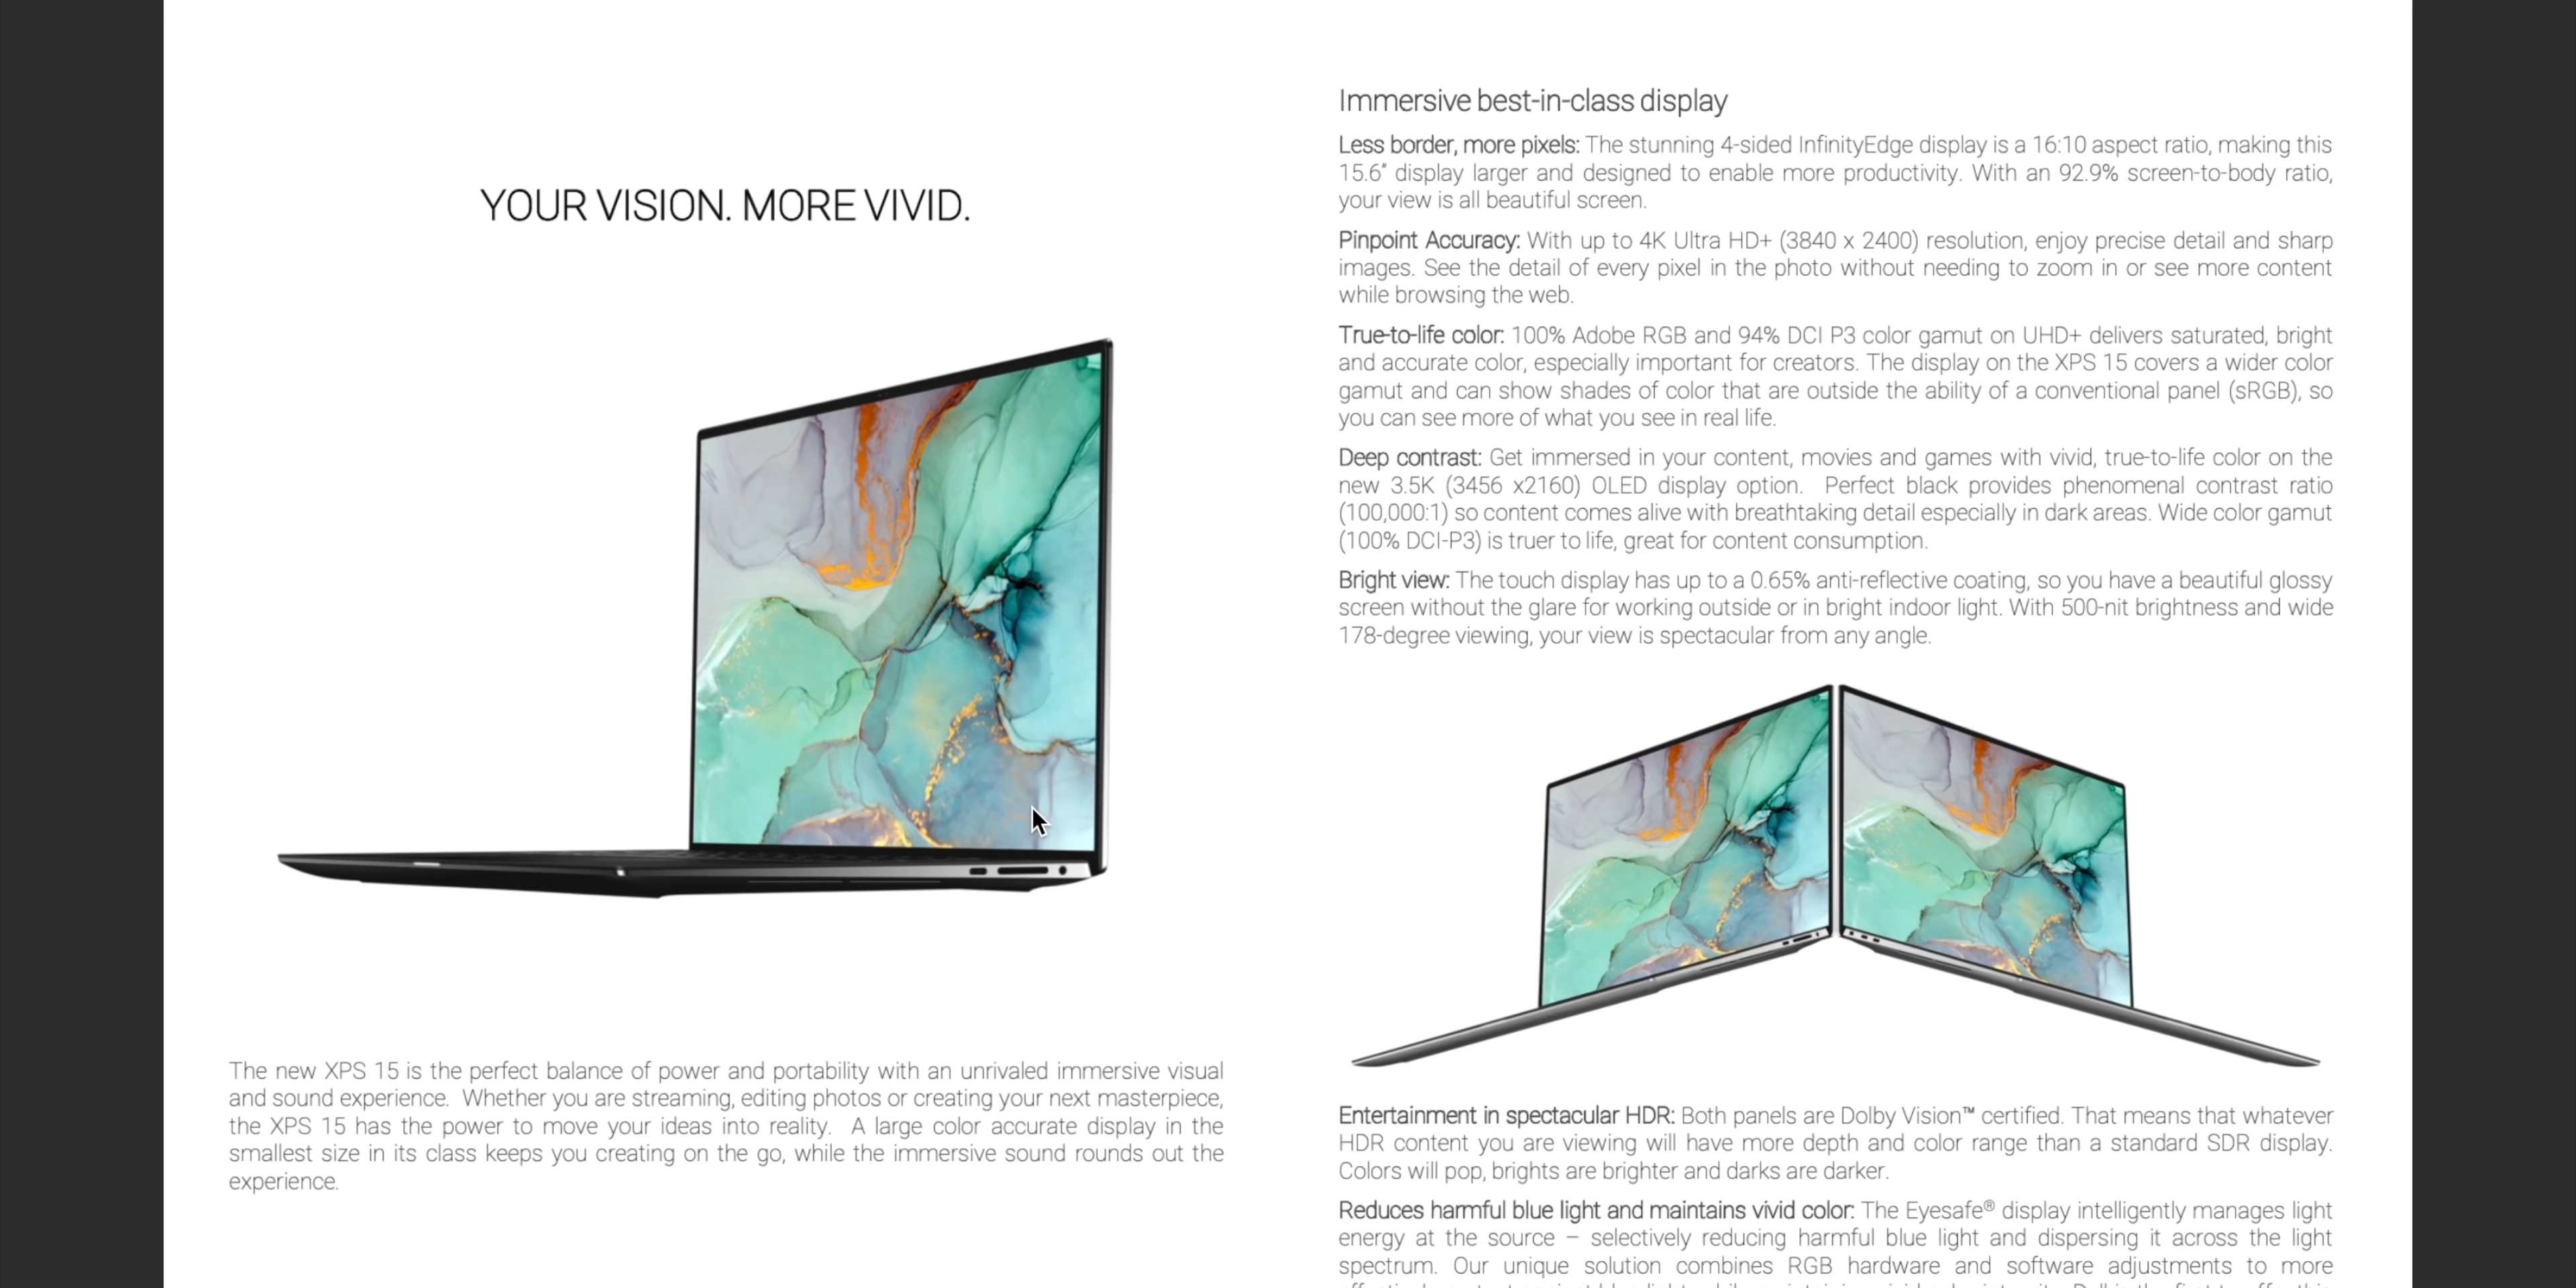 YOUR VISION. MORE VIVID.
The new XPS 15 is the perfect balance of power and portability with an unrivaled immersive visual
and sound experience.  Whether you are streaming, editing photos or creating your next masterpiece,
the XPS 15 has the power to move your ideas into reality.  A large color accurate display in the
smallest size in its class keeps you creating on the go, while the immersive sound rounds out the
experience.
Immersive best-in-class display
Less border, more pixels: The stunning 4-sided InfinityEdge display is a 16:10 aspect ratio, making this
15.6" display larger and designed to enable more productivity. With an 92.9% screen-to-body ratio,
your view is all beautiful screen.
Pinpoint Accuracy: With up to 4K Ultra HD+ (3840 x 2400) resolution, enjoy precise detail and sharp
images. See the detail of every pixel in the photo without needing to zoom in or see more content
while browsing the web.
True-to-life color: 100% Adobe RGB and 94% DCI P3 color gamut on UHD+ delivers saturated, bright
and accurate color, especially important for creators. The display on the XPS 15 covers a wider color
gamut and can show shades of color that are outside the ability of a conventional panel (sRGB), so
you can see more of what you see in real life.
Deep contrast: Get immersed in your content, movies and games with vivid, true-to-life color on the
new 3.5K (3456 x2160) OLED display option.  Perfect black provides phenomenal contrast ratio
(100,000:1) so content comes alive with breathtaking detail especially in dark areas. Wide color gamut
(100% DCI-P3) is truer to life, great for content consumption.
Bright view: The touch display has up to a 0.65% anti-reflective coating, so you have a beautiful glossy
screen without the glare for working outside or in bright indoor light. With 500-nit brightness and wide
178-degree viewing, your view is spectacular from any angle.
Entertainment in spectacular HDR: Both panels are Dolby Vision™ certified. That means that whatever
HDR content you are viewing will have more depth and color range than a standard SDR display.
Colors will pop, brights are brighter and darks are darker.
Reduces harmful blue light and maintains vivid color: The Eyesafe® display intelligently manages light
energy at the source – selectively reducing harmful blue light and dispersing it across the light
spectrum. Our unique solution combines RGB hardware and software adjustments to more